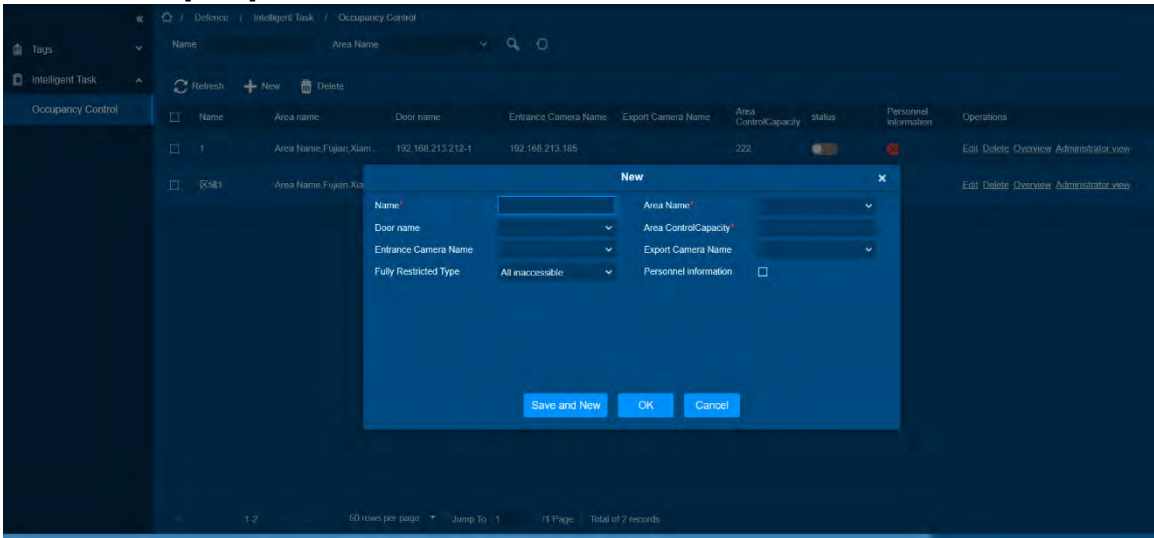 « / Defence / Intelligent Task / Occupancy Control
Tags
Name Area Name
Intelligent Task
Refresh New Delete
Occupancy Control
Name Area name Door name Entrance Camera Name Export Camera Name Area ControlCapacity status Personnel information Operations
1 Area Name,Fujian,Xiam... 192.168.213.212-1 192.168.213.185 222 Edit Delete Overview Administrator view
区域1 Area Name,Fujian,Xia Edit Delete Overview Administrator view
New ×
Name* Area Name*
Door name Area ControlCapacity*
Entrance Camera Name Export Camera Name
Fully Restricted Type All inaccessible Personnel information
Save and New OK Cancel
1-2 50 rows per page Jump To 1 /1 Page Total of 2 records